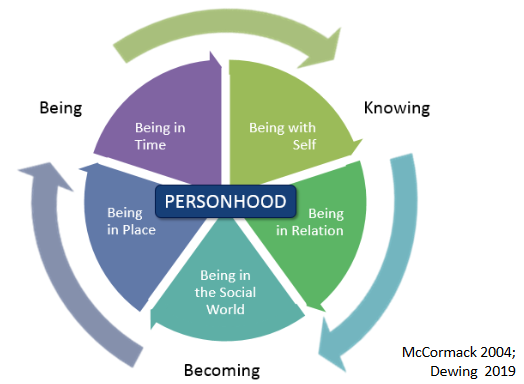 Being
Knowing
Being in
Time
Being with
Self
PERSONHOOD
Being
in Place
Being
in Relation
Being in
the Social
World
Becoming
McCormack 2004;
Dewing 2019